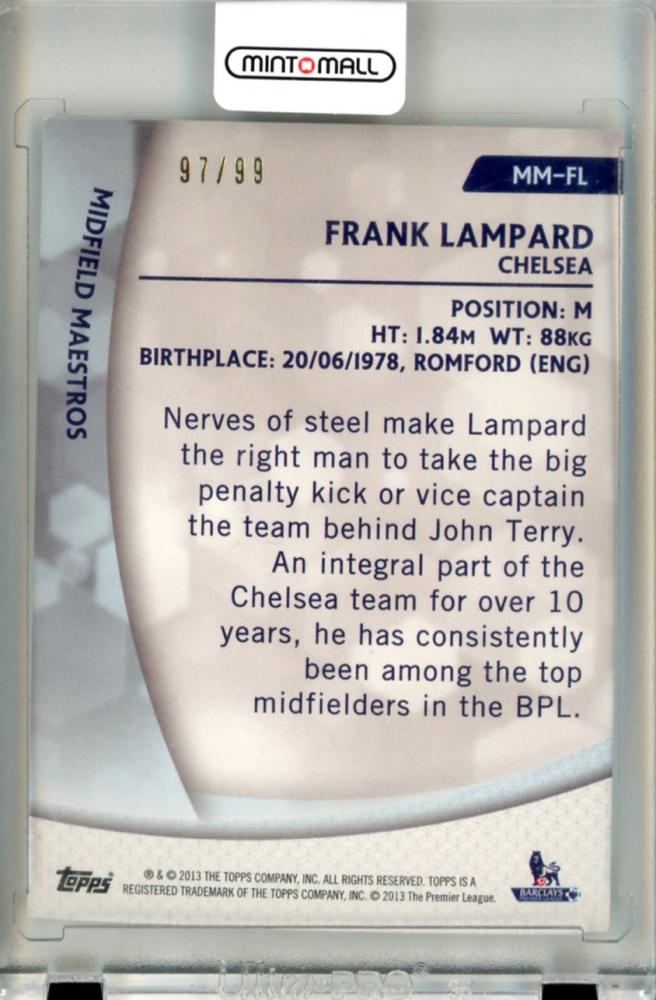 MINTMALL
97/99
MM-FL
FRANK LAMPARD
CHELSEA
MIDFIELD MAESTROS
POSITION: M
HT: 1.84M WT: 88KG
BIRTHPLACE: 20/06/1978, ROMFORD (ENG)
Nerves of steel make Lampard
the right man to take the big
penalty kick or vice captain
the team behind John Terry.
An integral part of the
Chelsea team for over 10
years, he has consistently
been among the top
midfielders in the BPL.
topps
® & © 2013 THE TOPPS COMPANY, INC. ALL RIGHTS RESERVED. TOPPS IS A
REGISTERED TRADEMARK OF THE TOPPS COMPANY, INC. © 2013 The Premier League.
BARCLAYS
PREMIER LEAGUE
Ultra·PRO®